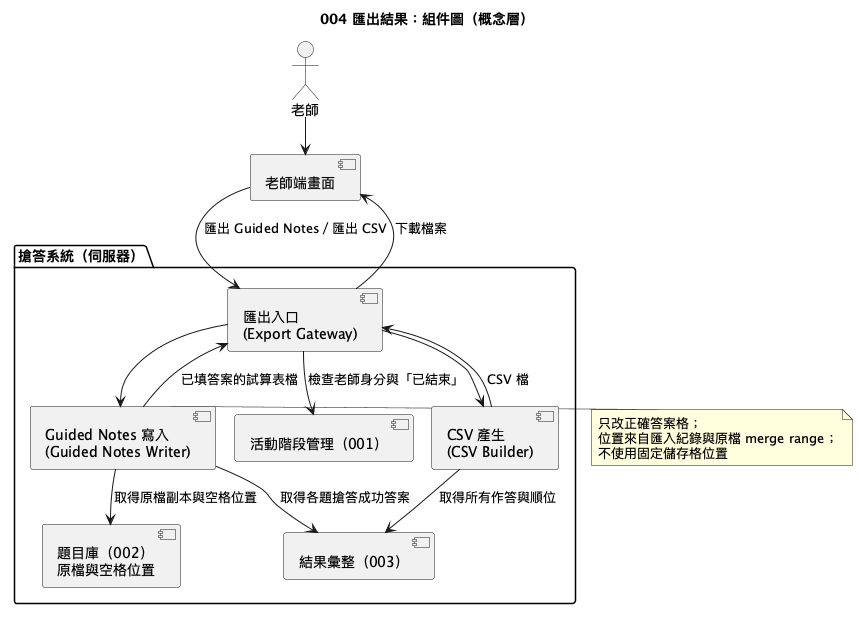 004 匯出結果：組件圖（概念層）
老師
老師端畫面
匯出 Guided Notes / 匯出 CSV
下載檔案
搶答系統（伺服器）
匯出入口
(Export Gateway)
已填答案的試算表檔
檢查老師身分與「已結束」
CSV 檔
Guided Notes 寫入
(Guided Notes Writer)
活動階段管理（001）
CSV 產生
(CSV Builder)
只改正確答案格；
位置來自匯入紀錄與原檔 merge range；
不使用固定儲存格位置
取得原檔副本與空格位置
取得各題搶答成功答案
取得所有作答與順位
題目庫（002）
原檔與空格位置
結果彙整（003）